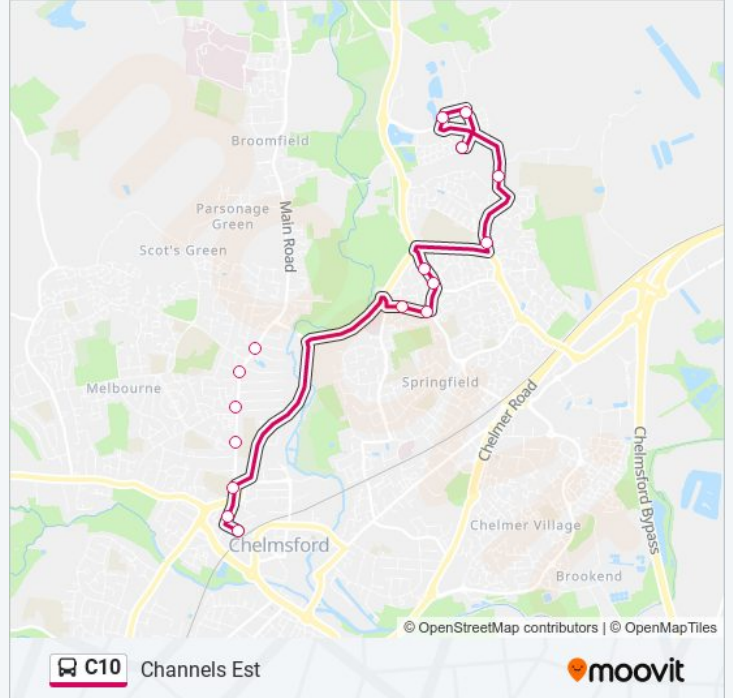 Broomfield
Parsonage
Green
Main Road
Scot's Green
Melbourne
Springfield
Chelmer Road
Chelmsford Bypass
Chelmer Village
Chelmsford
Brookend
© OpenStreetMap contributors | © OpenMapTiles
C10 Channels Est
moovit